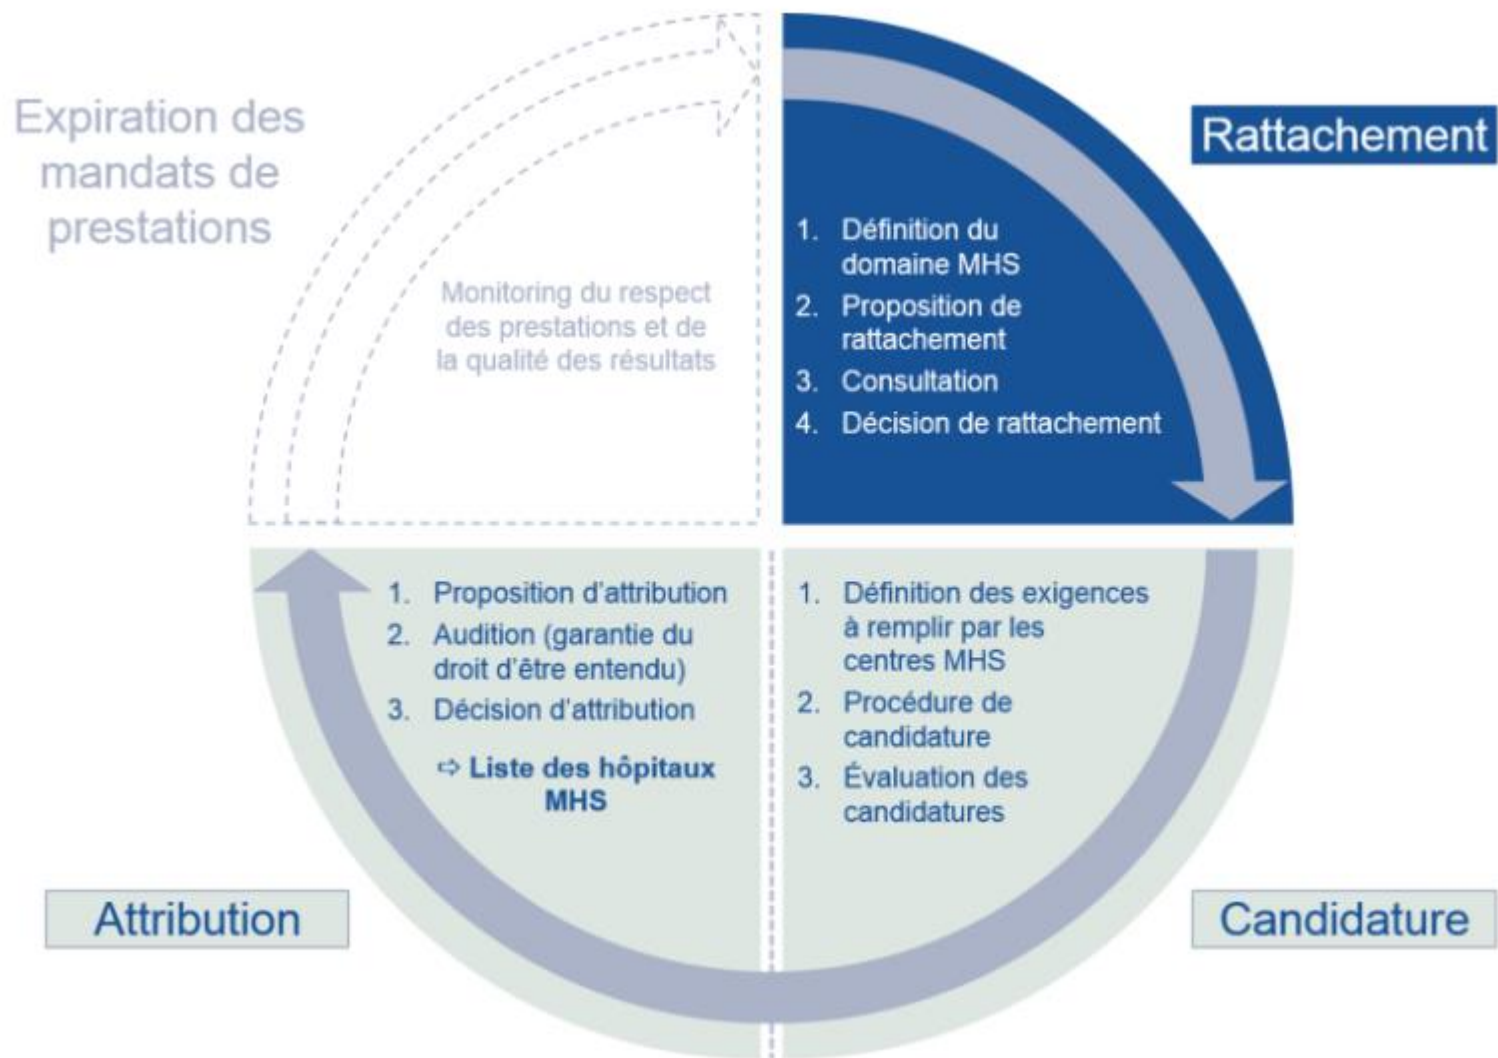 Expiration des
mandats de
prestations
Monitoring du respect
des prestations et de
la qualité des résultats
Rattachement
1. Définition du
domaine MHS
2. Proposition de
rattachement
3. Consultation
4. Décision de rattachement
1. Proposition d'attribution
2. Audition (garantie du
droit d'être entendu)
3. Décision d'attribution
⇨ Liste des hôpitaux
MHS
Attribution
1. Définition des exigences
à remplir par les
centres MHS
2. Procédure de
candidature
3. Évaluation des
candidatures
Candidature